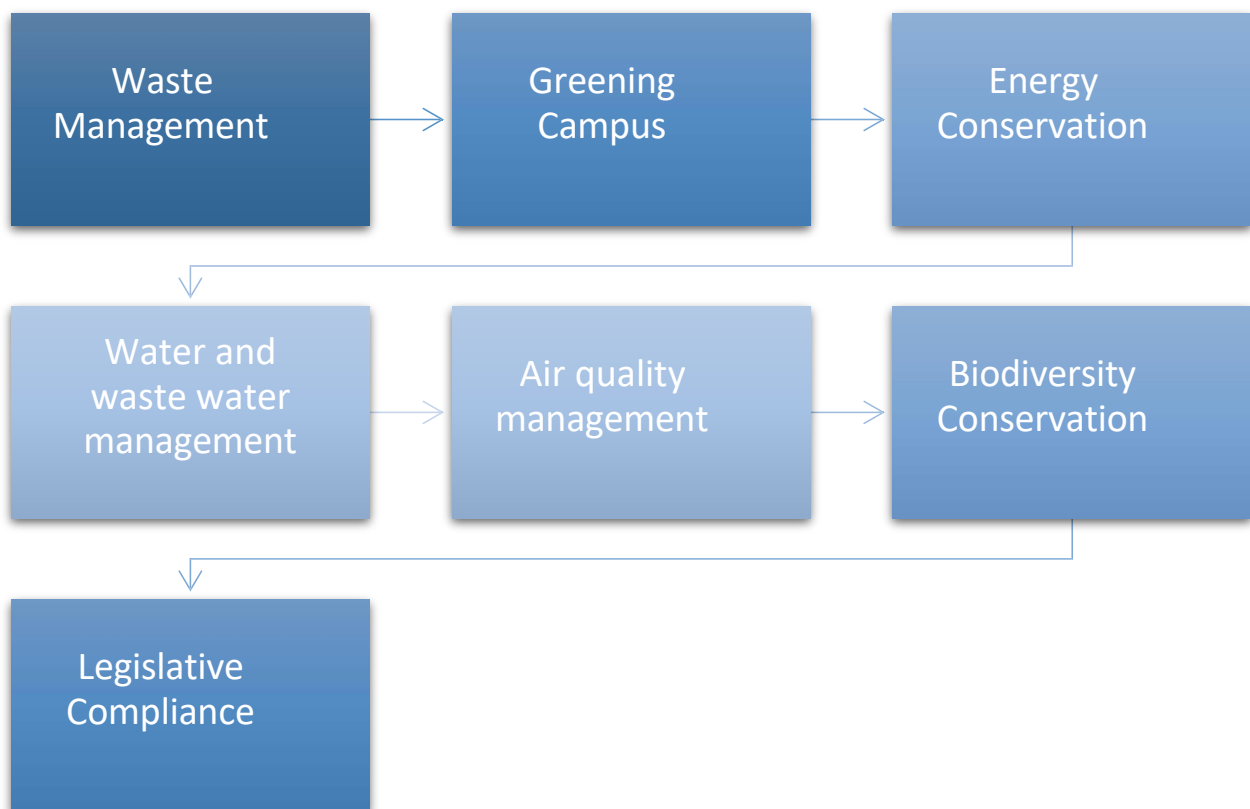 Waste
Management
Greening
Campus
Energy
Conservation
Water and
waste water
management
Air quality
management
Biodiversity
Conservation
Legislative
Compliance